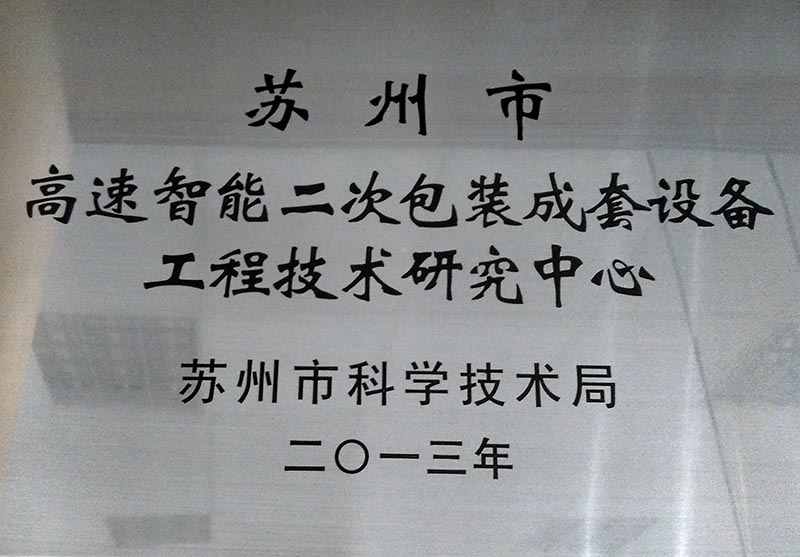 苏州市
高速智能二次包装成套设备
工程技术研究中心
苏州市科学技术局
二〇一三年